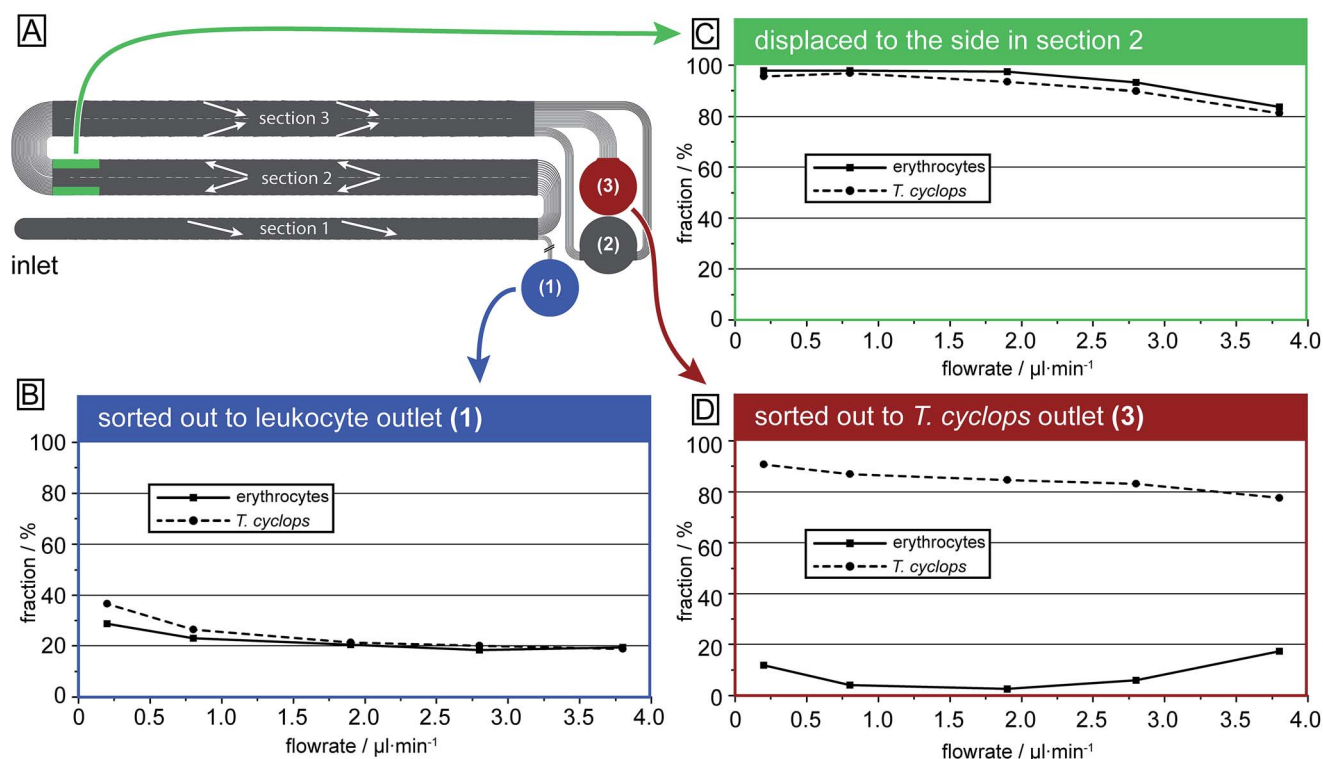 A
section 3
section 2
section 1
inlet
(3)
(2)
(1)
C
displaced to the side in section 2
100
80
60
40
20
0
fraction / %
erythrocytes
T. cyclops
0
0.5
1.0
1.5
2.0
2.5
3.0
3.5
4.0
flowrate / µl·min⁻¹
B
sorted out to leukocyte outlet (1)
100
80
60
40
20
0
fraction / %
erythrocytes
T. cyclops
0
0.5
1.0
1.5
2.0
2.5
3.0
3.5
4.0
flowrate / µl·min⁻¹
D
sorted out to T. cyclops outlet (3)
100
80
60
40
20
0
fraction / %
erythrocytes
T. cyclops
0
0.5
1.0
1.5
2.0
2.5
3.0
3.5
4.0
flowrate / µl·min⁻¹